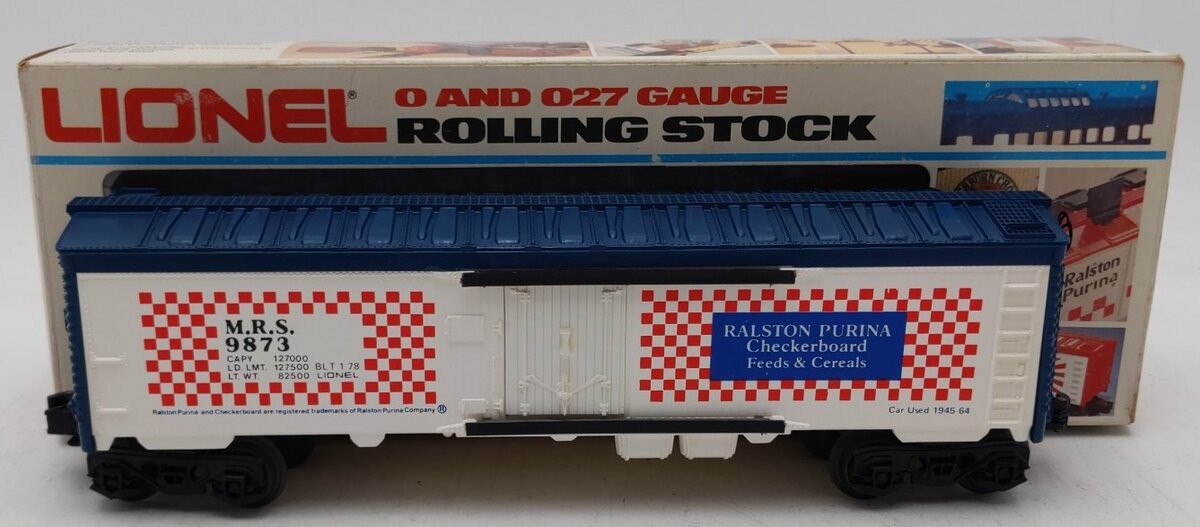 LIONEL®
O AND O27 GAUGE
ROLLING STOCK
Ralston
Purina
M.R.S.
9873
CAPY 127000
LD. LMT. 127500 BLT 1 78
LT. WT. 82500 LIONEL
Ralston Purina and Checkerboard are registered trademarks of Ralston Purina Company ®
RALSTON PURINA
Checkerboard
Feeds & Cereals
Car Used 1945-64